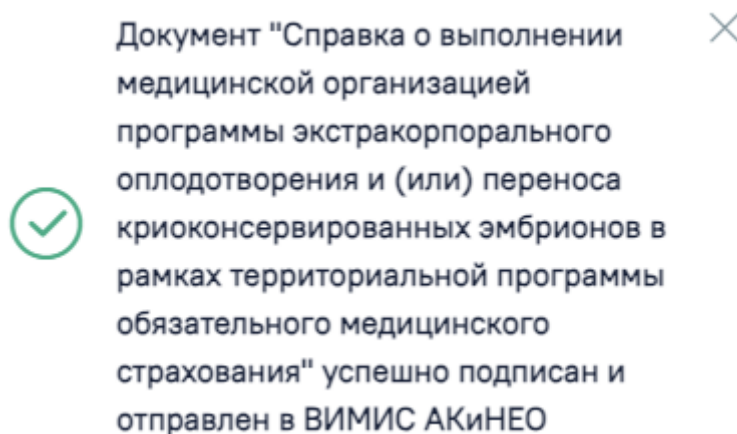 Документ "Справка о выполнении
медицинской организацией
программы экстракорпорального
оплодотворения и (или) переноса
криоконсервированных эмбрионов в
рамках территориальной программы
обязательного медицинского
страхования" успешно подписан и
отправлен в ВИМИС АКиНЕО